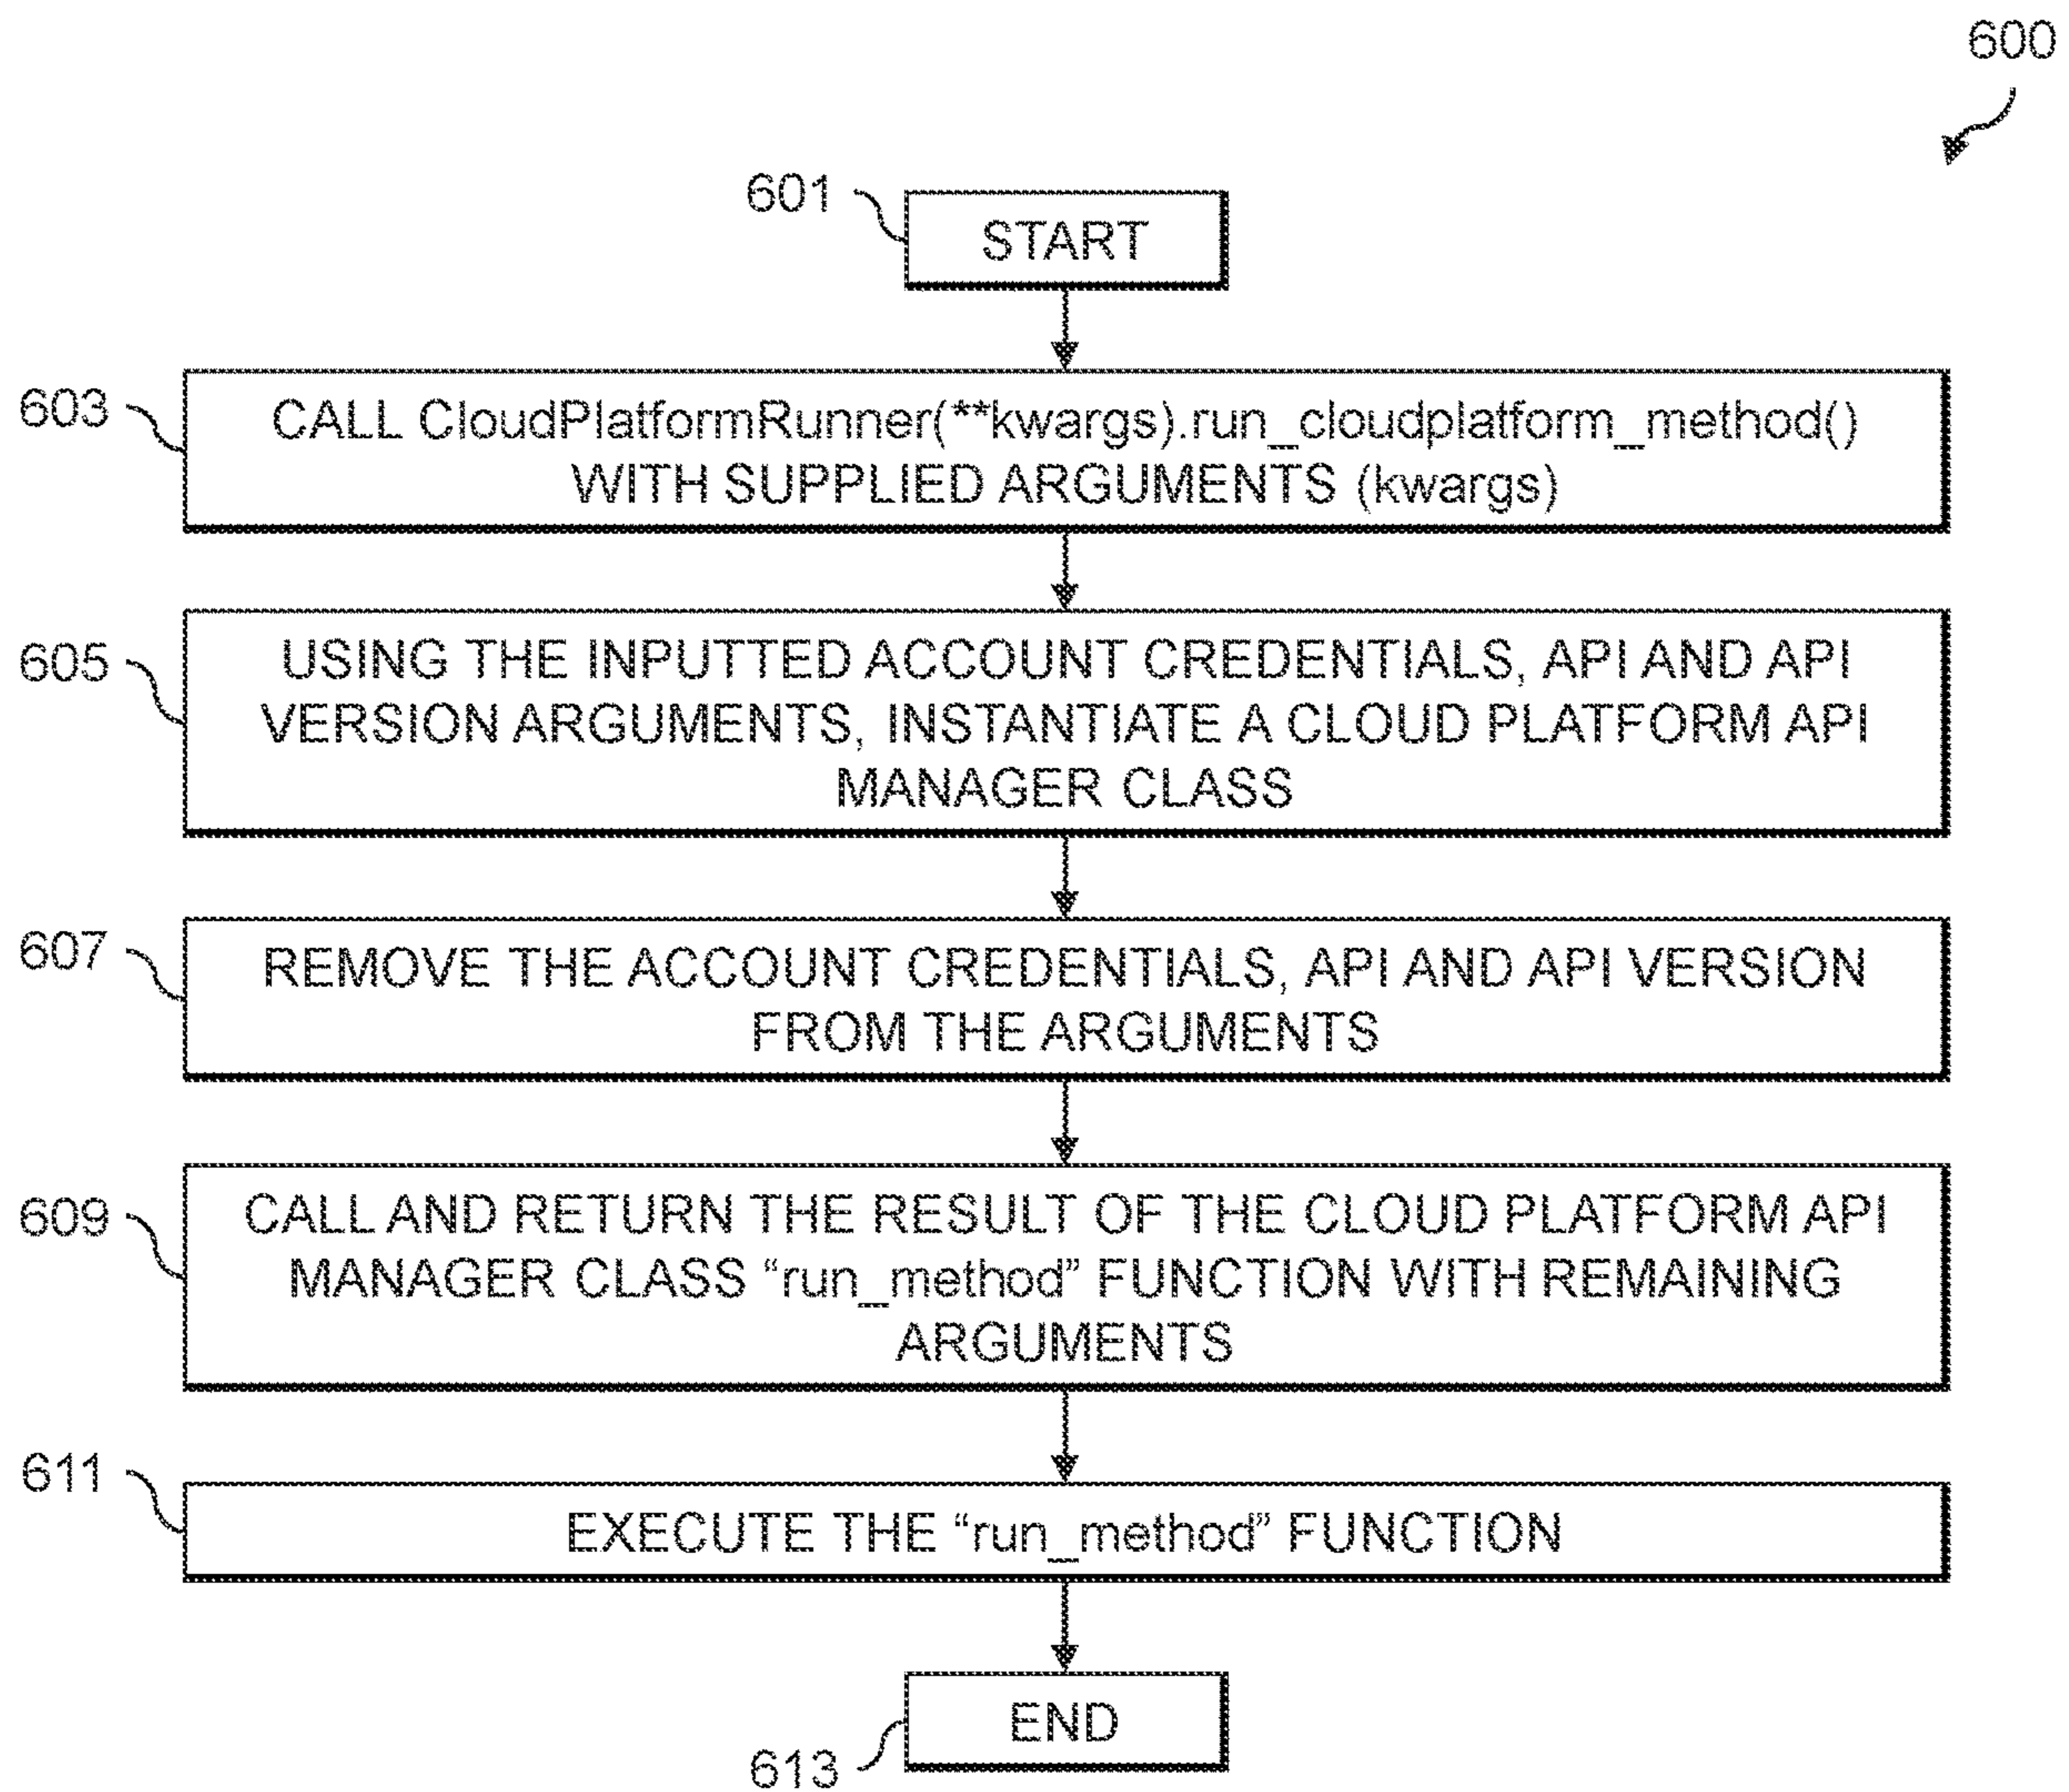 600
601
START
603
CALL CloudPlatformRunner(**kwargs).run_cloudplatform_method()
WITH SUPPLIED ARGUMENTS (kwargs)
605
USING THE INPUTTED ACCOUNT CREDENTIALS, API AND API
VERSION ARGUMENTS, INSTANTIATE A CLOUD PLATFORM API
MANAGER CLASS
607
REMOVE THE ACCOUNT CREDENTIALS, API AND API VERSION
FROM THE ARGUMENTS
609
CALL AND RETURN THE RESULT OF THE CLOUD PLATFORM API
MANAGER CLASS “run_method” FUNCTION WITH REMAINING
ARGUMENTS
611
EXECUTE THE “run_method” FUNCTION
END
613